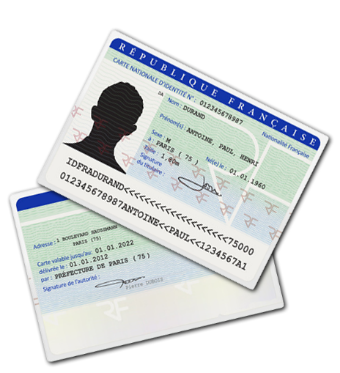 RÉPUBLIQUE FRANÇAISE
CARTE NATIONALE D'IDENTITÉ N° : 012345678987
Nationalité Française
Nom : DURAND
Prénom(s) : ANTOINE, PAUL, HENRI
Sexe : M
Né(e) le : 01.01.1960
à : PARIS (75)
Taille : 1.80m
Signature du titulaire :
IDFRADURAND<<<<<<<<<<<<<<<<<<<<75000
012345678987ANTOINE<<PAUL<<1234567A1
Adresse : 1 BOULEVARD HAUSSMANN
PARIS (75)
Carte valable jusqu'au : 01.01.2022
délivrée le : 01.01.2012
par : PRÉFECTURE DE PARIS (75)
Signature de l'autorité :
Pierre DUBOIS